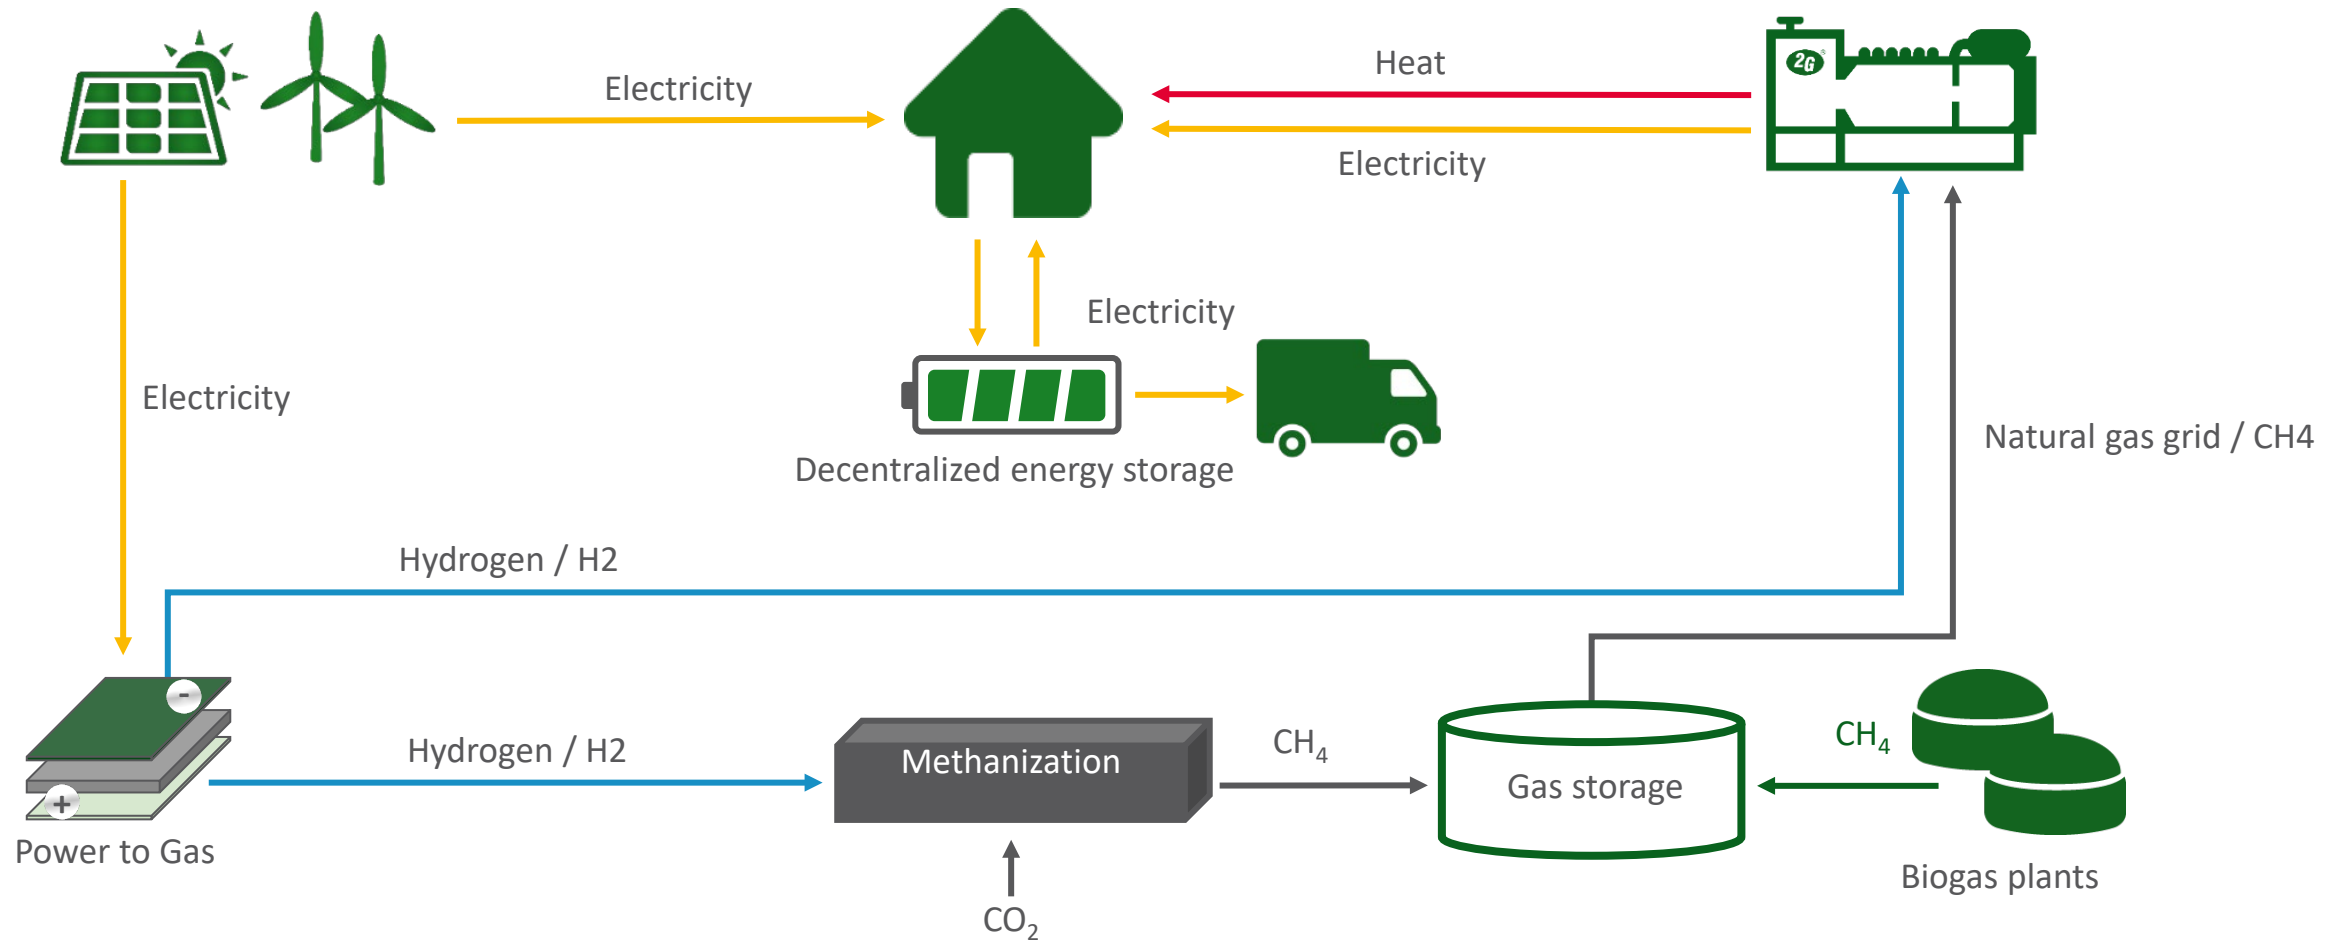 Electricity
Heat
2G
®
Electricity
Electricity
Electricity
Decentralized energy storage
Natural gas grid / CH4
Hydrogen / H2
-
+
Hydrogen / H2
Methanization
CH₄
Gas storage
CH₄
Power to Gas
Biogas plants
CO₂